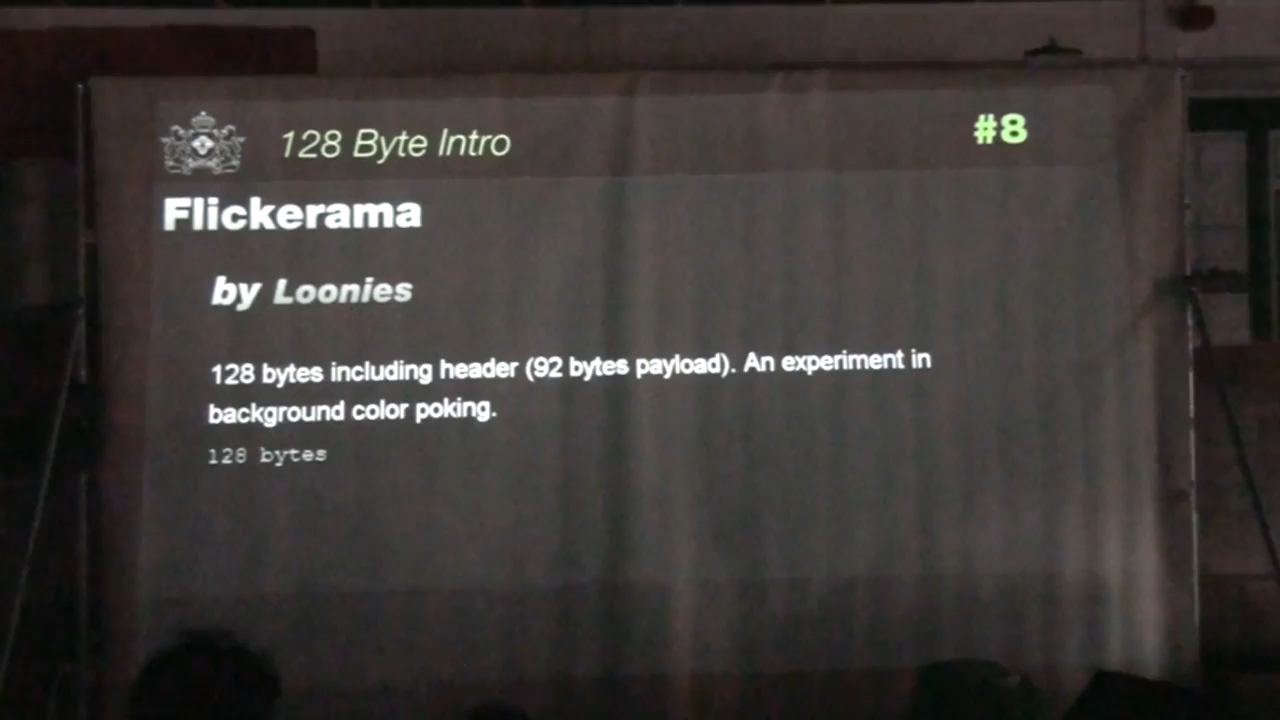 128 Byte Intro
#8
Flickerama
by Loonies
128 bytes including header (92 bytes payload). An experiment in
background color poking.
128 bytes